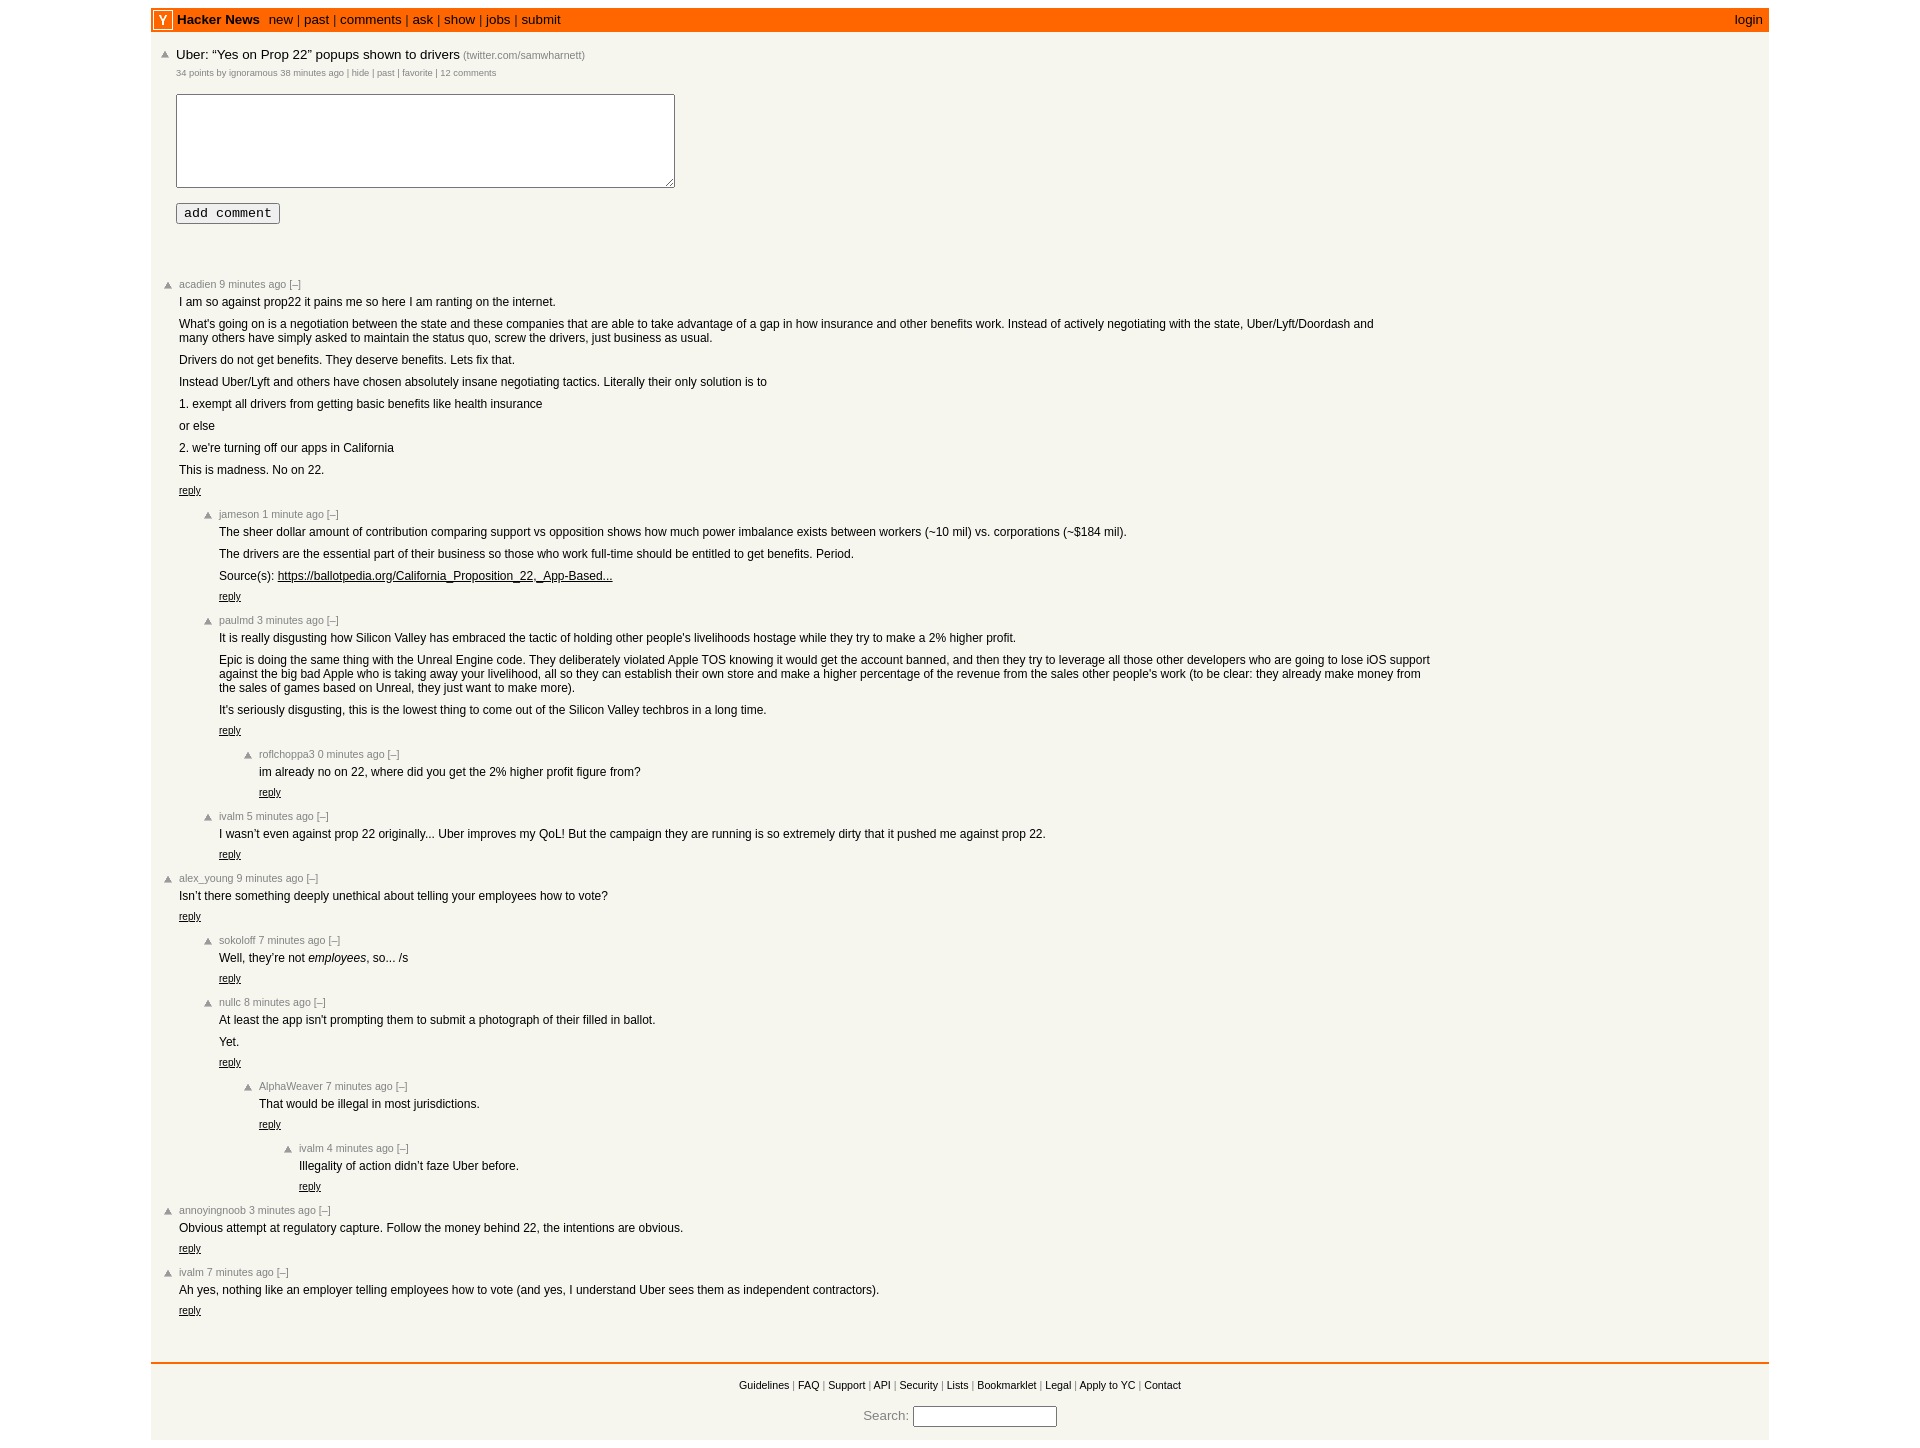 Y Hacker News new | past | comments | ask | show | jobs | submit login
Uber: “Yes on Prop 22” popups shown to drivers (twitter.com/samwharnett)
34 points by ignoramous 38 minutes ago | hide | past | favorite | 12 comments
add comment
acadien 9 minutes ago [–]
I am so against prop22 it pains me so here I am ranting on the internet.
What's going on is a negotiation between the state and these companies that are able to take advantage of a gap in how insurance and other benefits work. Instead of actively negotiating with the state, Uber/Lyft/Doordash and
many others have simply asked to maintain the status quo, screw the drivers, just business as usual.
Drivers do not get benefits. They deserve benefits. Lets fix that.
Instead Uber/Lyft and others have chosen absolutely insane negotiating tactics. Literally their only solution is to
1. exempt all drivers from getting basic benefits like health insurance
or else
2. we're turning off our apps in California
This is madness. No on 22.
reply
jameson 1 minute ago [–]
The sheer dollar amount of contribution comparing support vs opposition shows how much power imbalance exists between workers (~10 mil) vs. corporations (~$184 mil).
The drivers are the essential part of their business so those who work full-time should be entitled to get benefits. Period.
Source(s): https://ballotpedia.org/California_Proposition_22,_App-Based...
reply
paulmd 3 minutes ago [–]
It is really disgusting how Silicon Valley has embraced the tactic of holding other people's livelihoods hostage while they try to make a 2% higher profit.
Epic is doing the same thing with the Unreal Engine code. They deliberately violated Apple TOS knowing it would get the account banned, and then they try to leverage all those other developers who are going to lose iOS support
against the big bad Apple who is taking away your livelihood, all so they can establish their own store and make a higher percentage of the revenue from the sales other people's work (to be clear: they already make money from
the sales of games based on Unreal, they just want to make more).
It's seriously disgusting, this is the lowest thing to come out of the Silicon Valley techbros in a long time.
reply
roflchoppa3 0 minutes ago [–]
im already no on 22, where did you get the 2% higher profit figure from?
reply
ivalm 5 minutes ago [–]
I wasn’t even against prop 22 originally... Uber improves my QoL! But the campaign they are running is so extremely dirty that it pushed me against prop 22.
reply
alex_young 9 minutes ago [–]
Isn’t there something deeply unethical about telling your employees how to vote?
reply
sokoloff 7 minutes ago [–]
Well, they’re not employees, so... /s
reply
nullc 8 minutes ago [–]
At least the app isn't prompting them to submit a photograph of their filled in ballot.
Yet.
reply
AlphaWeaver 7 minutes ago [–]
That would be illegal in most jurisdictions.
reply
ivalm 4 minutes ago [–]
Illegality of action didn’t faze Uber before.
reply
annoyingnoob 3 minutes ago [–]
Obvious attempt at regulatory capture. Follow the money behind 22, the intentions are obvious.
reply
ivalm 7 minutes ago [–]
Ah yes, nothing like an employer telling employees how to vote (and yes, I understand Uber sees them as independent contractors).
reply
Guidelines | FAQ | Support | API | Security | Lists | Bookmarklet | Legal | Apply to YC | Contact
Search: